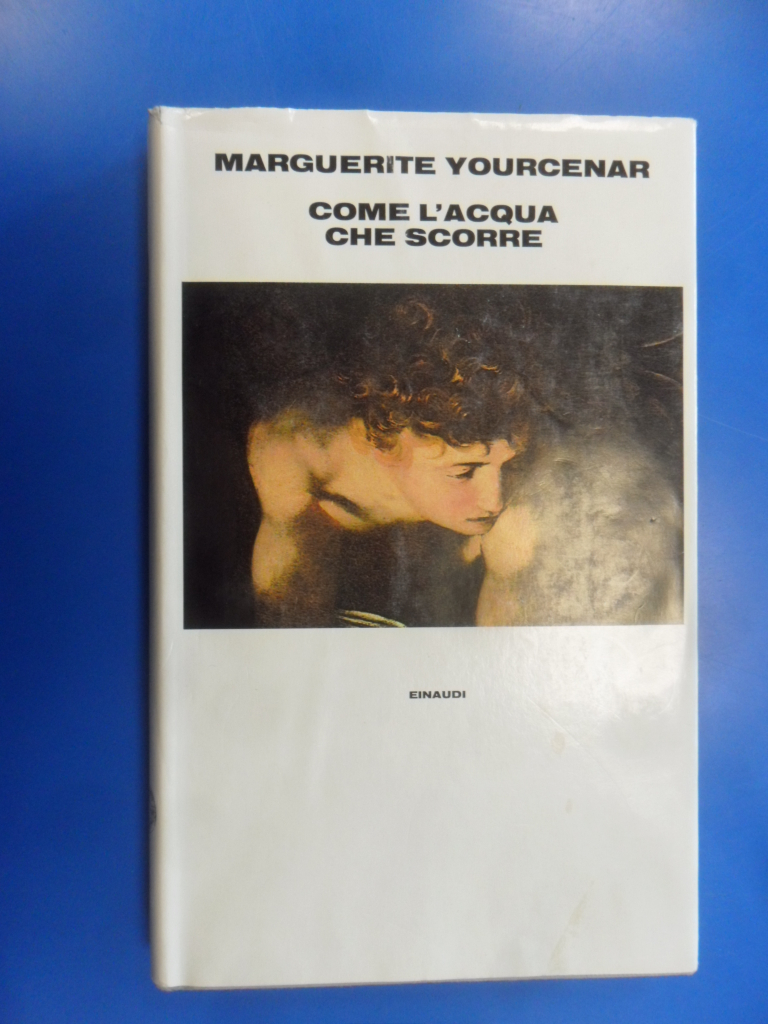 MARGUERITE YOURCENAR
COME L'ACQUA
CHE SCORRE
EINAUDI